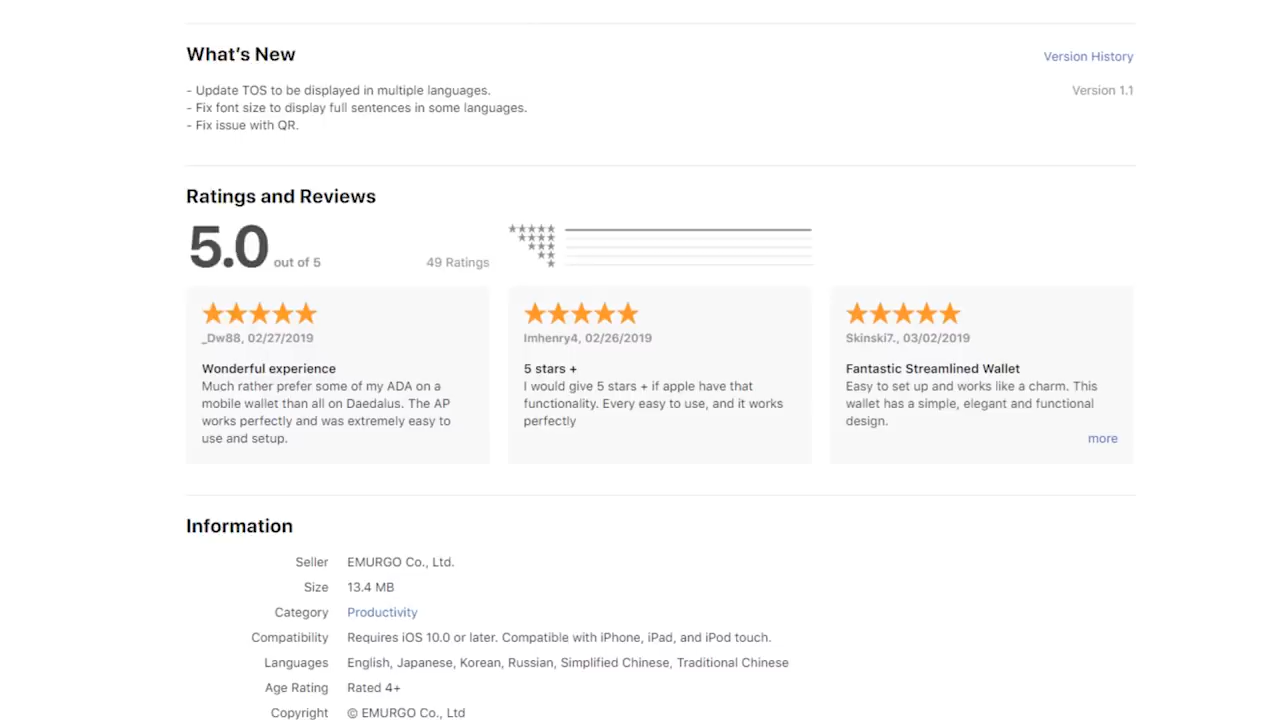 What's New
Version History
- Update TOS to be displayed in multiple languages.
Version 1.1
- Fix font size to display full sentences in some languages.
- Fix issue with QR.
Ratings and Reviews
5.0 out of 5
49 Ratings
_Dw88, 02/27/2019
Wonderful experience
Much rather prefer some of my ADA on a
mobile wallet than all on Daedalus. The AP
works perfectly and was extremely easy to
use and setup.
Imhenry4, 02/26/2019
5 stars +
I would give 5 stars + if apple have that
functionality. Every easy to use, and it works
perfectly
Skinski7., 03/02/2019
Fantastic Streamlined Wallet
Easy to set up and works like a charm. This
wallet has a simple, elegant and functional
design.
more
Information
Seller EMURGO Co., Ltd.
Size 13.4 MB
Category Productivity
Compatibility Requires iOS 10.0 or later. Compatible with iPhone, iPad, and iPod touch.
Languages English, Japanese, Korean, Russian, Simplified Chinese, Traditional Chinese
Age Rating Rated 4+
Copyright © EMURGO Co., Ltd